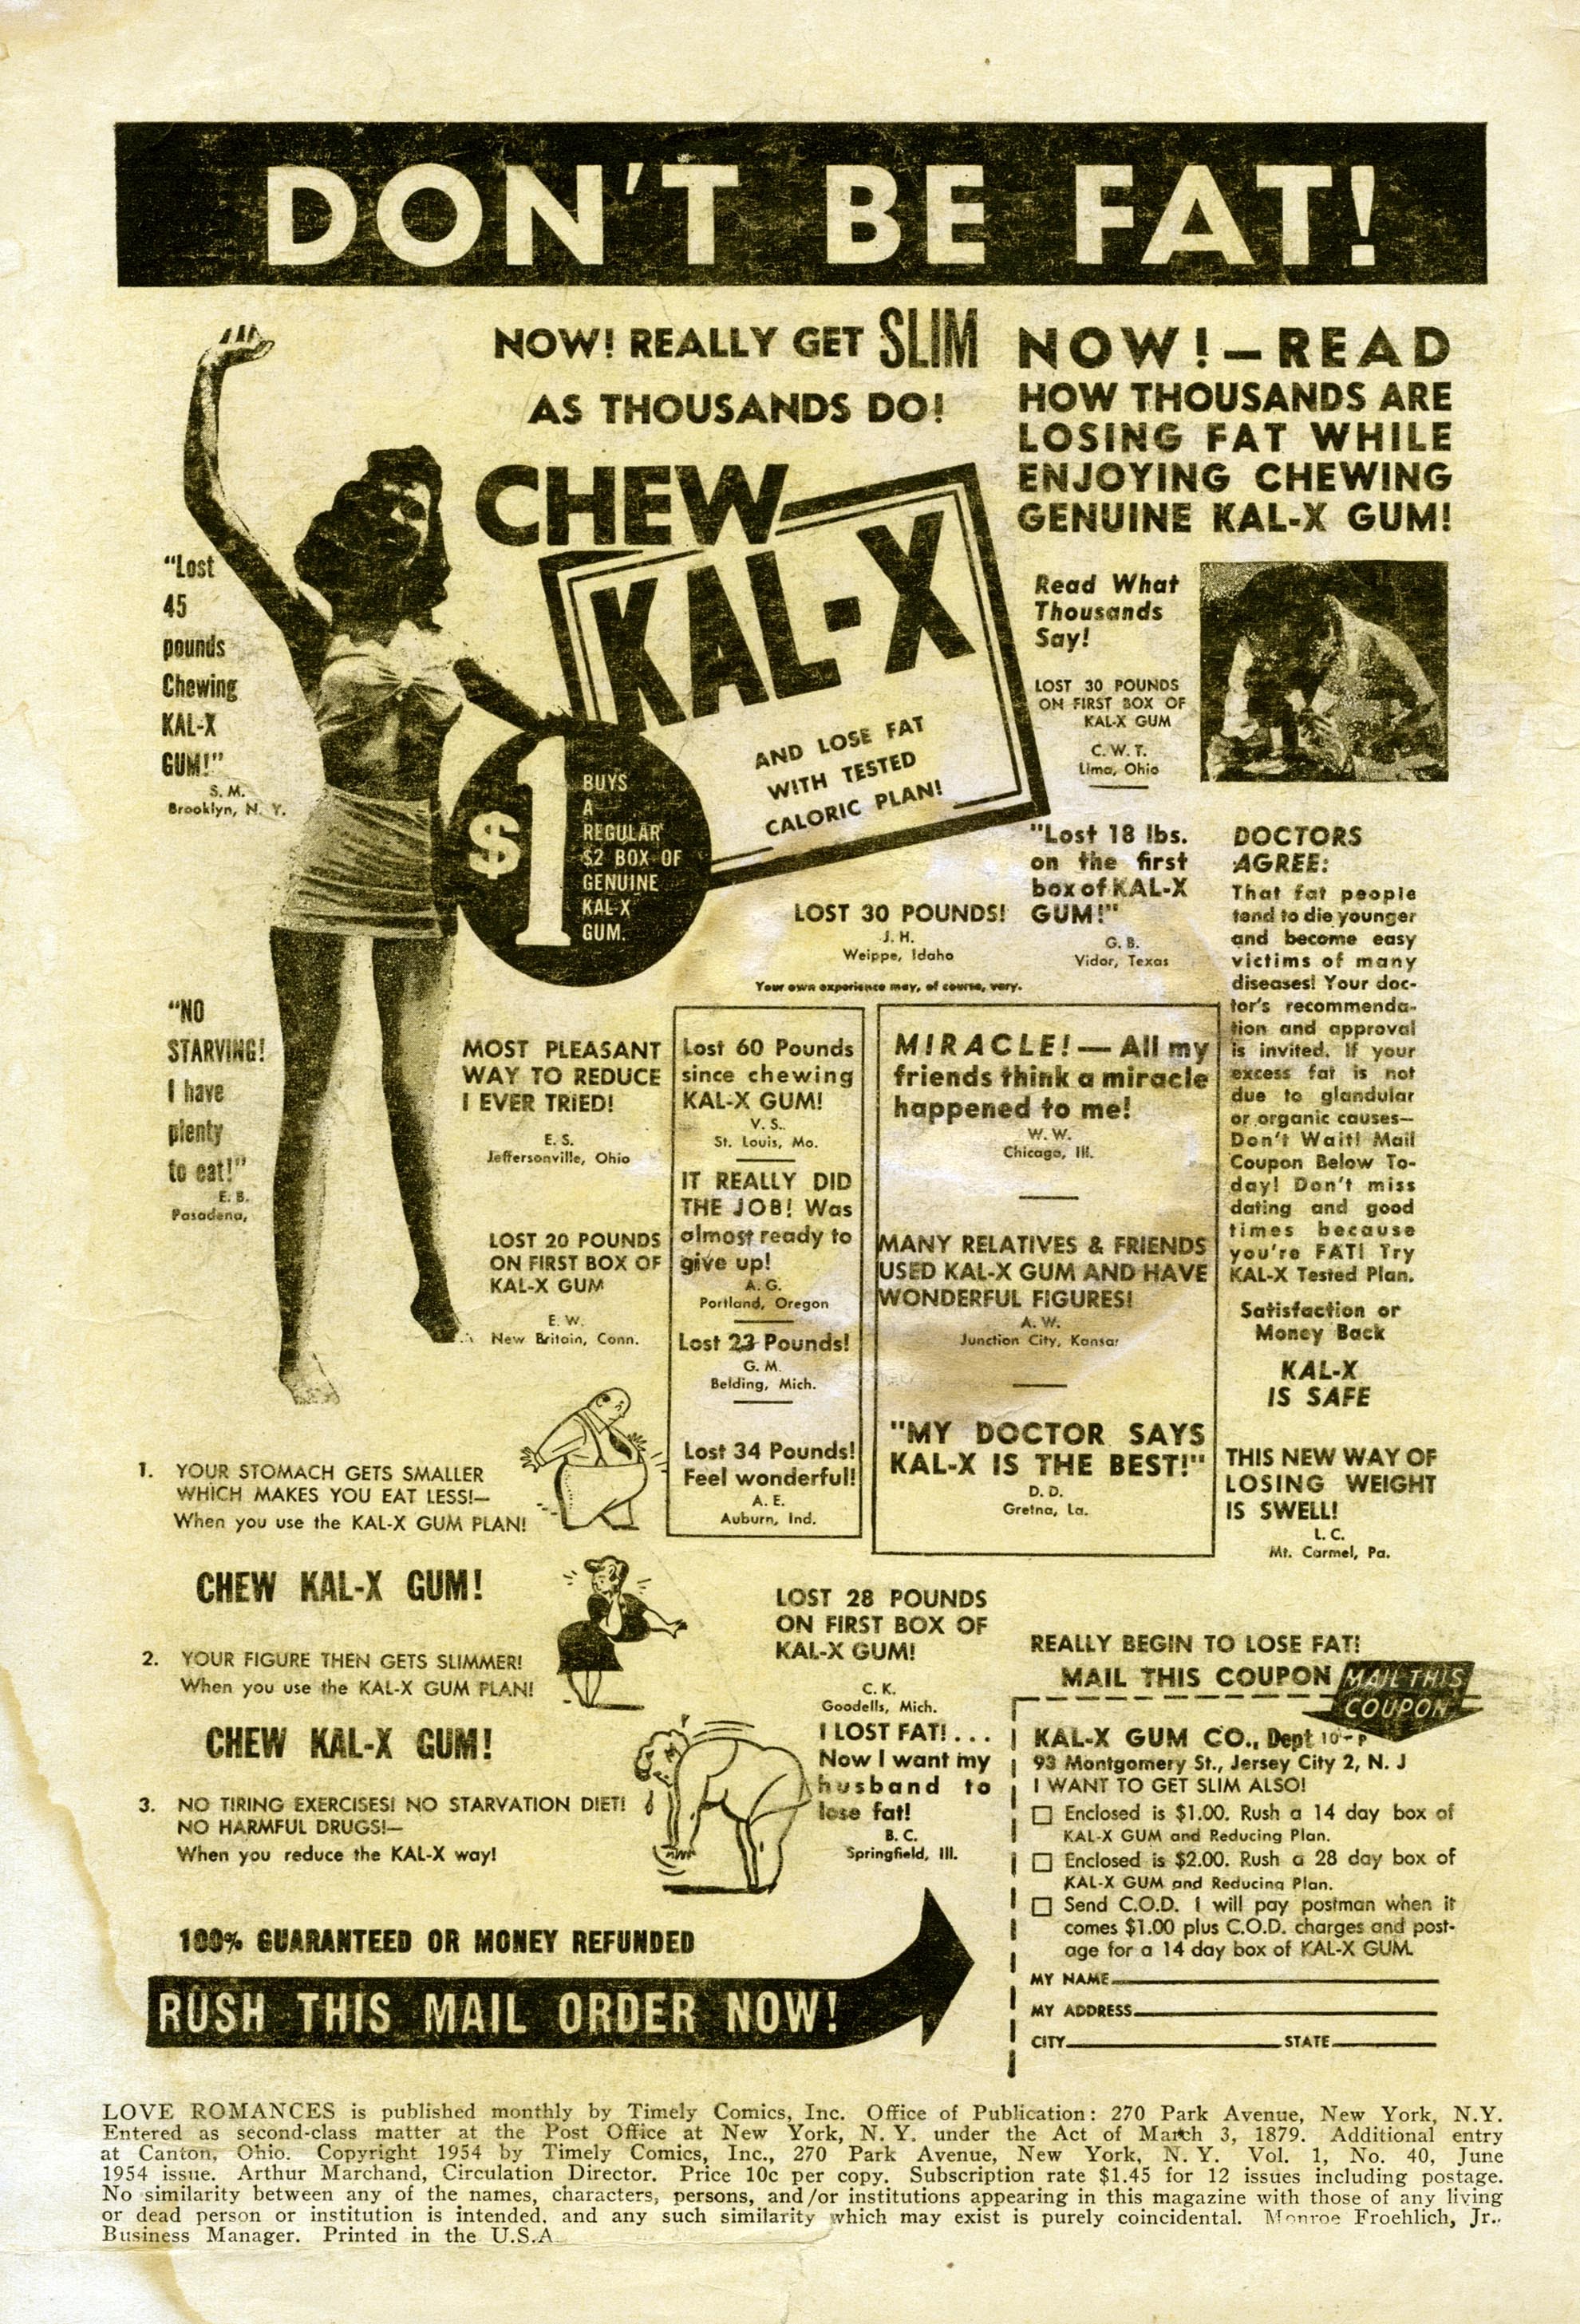 DON'T BE FAT!
NOW! REALLY GET SLIM
AS THOUSANDS DO!
CHEW
KAL-X
AND LOSE FAT
WITH TESTED
CALORIC PLAN!
"Lost
45
pounds
Chewing
KAL-X
GUM!"
S. M.
Brooklyn, N. Y.
$1
BUYS
A
REGULAR
$2 BOX OF
GENUINE
KAL-X
GUM.
NOW!—READ
HOW THOUSANDS ARE
LOSING FAT WHILE
ENJOYING CHEWING
GENUINE KAL-X GUM!
Read What
Thousands
Say!
LOST 30 POUNDS
ON FIRST BOX OF
KAL-X GUM
C. W. T.
Lima, Ohio
"Lost 18 lbs.
on the first
box of KAL-X
GUM!"
G. B.
Vidor, Texas
LOST 30 POUNDS!
J. H.
Weippe, Idaho
Your own experience may, of course, vary.
DOCTORS
AGREE:
That fat people
tend to die younger
and become easy
victims of many
diseases! Your doc-
tor's recommenda-
tion and approval
is invited. If your
excess fat is not
due to glandular
or organic causes—
Don't Wait! Mail
Coupon Below To-
day! Don't miss
dating and good
times because
you're FAT! Try
KAL-X Tested Plan.
Satisfaction or
Money Back
KAL-X
IS SAFE
THIS NEW WAY OF
LOSING WEIGHT
IS SWELL!
L. C.
Mt. Carmel, Pa.
"NO
STARVING!
I have
plenty
to eat!"
E. B.
Pasadena,
MOST PLEASANT
WAY TO REDUCE
I EVER TRIED!
E. S.
Jeffersonville, Ohio
LOST 20 POUNDS
ON FIRST BOX OF
KAL-X GUM
E. W.
New Britain, Conn.
Lost 60 Pounds
since chewing
KAL-X GUM!
V. S.
St. Louis, Mo.
IT REALLY DID
THE JOB! Was
almost ready to
give up!
A. G.
Portland, Oregon
Lost 23 Pounds!
G. M.
Belding, Mich.
Lost 34 Pounds!
Feel wonderful!
A. E.
Auburn, Ind.
MIRACLE!—All my
friends think a miracle
happened to me!
W. W.
Chicago, Ill.
MANY RELATIVES & FRIENDS
USED KAL-X GUM AND HAVE
WONDERFUL FIGURES!
A. W.
Junction City, Kansas
"MY DOCTOR SAYS
KAL-X IS THE BEST!"
D. D.
Gretna, La.
1. YOUR STOMACH GETS SMALLER
WHICH MAKES YOU EAT LESS!—
When you use the KAL-X GUM PLAN!
CHEW KAL-X GUM!
2. YOUR FIGURE THEN GETS SLIMMER!
When you use the KAL-X GUM PLAN!
CHEW KAL-X GUM!
3. NO TIRING EXERCISES! NO STARVATION DIET!
NO HARMFUL DRUGS!—
When you reduce the KAL-X way!
LOST 28 POUNDS
ON FIRST BOX OF
KAL-X GUM!
C. K.
Goodells, Mich.
I LOST FAT! . . .
Now I want my
husband to
lose fat!
B. C.
Springfield, Ill.
100% GUARANTEED OR MONEY REFUNDED
RUSH THIS MAIL ORDER NOW!
REALLY BEGIN TO LOSE FAT!
MAIL THIS COUPON
MAIL THIS
COUPON
KAL-X GUM CO., Dept 10-P
93 Montgomery St., Jersey City 2, N. J
I WANT TO GET SLIM ALSO!
Enclosed is $1.00. Rush a 14 day box of
KAL-X GUM and Reducing Plan.
Enclosed is $2.00. Rush a 28 day box of
KAL-X GUM and Reducing Plan.
Send C.O.D. I will pay postman when it
comes $1.00 plus C.O.D. charges and post-
age for a 14 day box of KAL-X GUM.
MY NAME
MY ADDRESS
CITY STATE
LOVE ROMANCES is published monthly by Timely Comics, Inc. Office of Publication: 270 Park Avenue, New York, N.Y.
Entered as second-class matter at the Post Office at New York, N. Y. under the Act of March 3, 1879. Additional entry
at Canton, Ohio. Copyright 1954 by Timely Comics, Inc., 270 Park Avenue, New York, N. Y. Vol. 1, No. 40, June
1954 issue. Arthur Marchand, Circulation Director. Price 10c per copy. Subscription rate $1.45 for 12 issues including postage.
No similarity between any of the names, characters, persons, and/or institutions appearing in this magazine with those of any living
or dead person or institution is intended, and any such similarity which may exist is purely coincidental. Monroe Froehlich, Jr.,
Business Manager. Printed in the U.S.A.